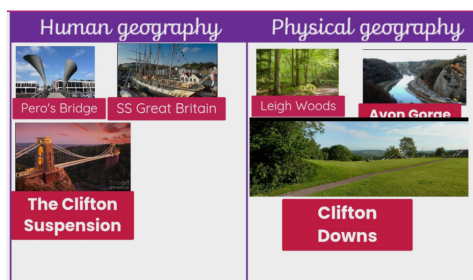 Human geography
Physical geography
Pero's Bridge
SS Great Britain
Leigh Woods
Avon Gorge
The Clifton
Suspension
Clifton
Downs